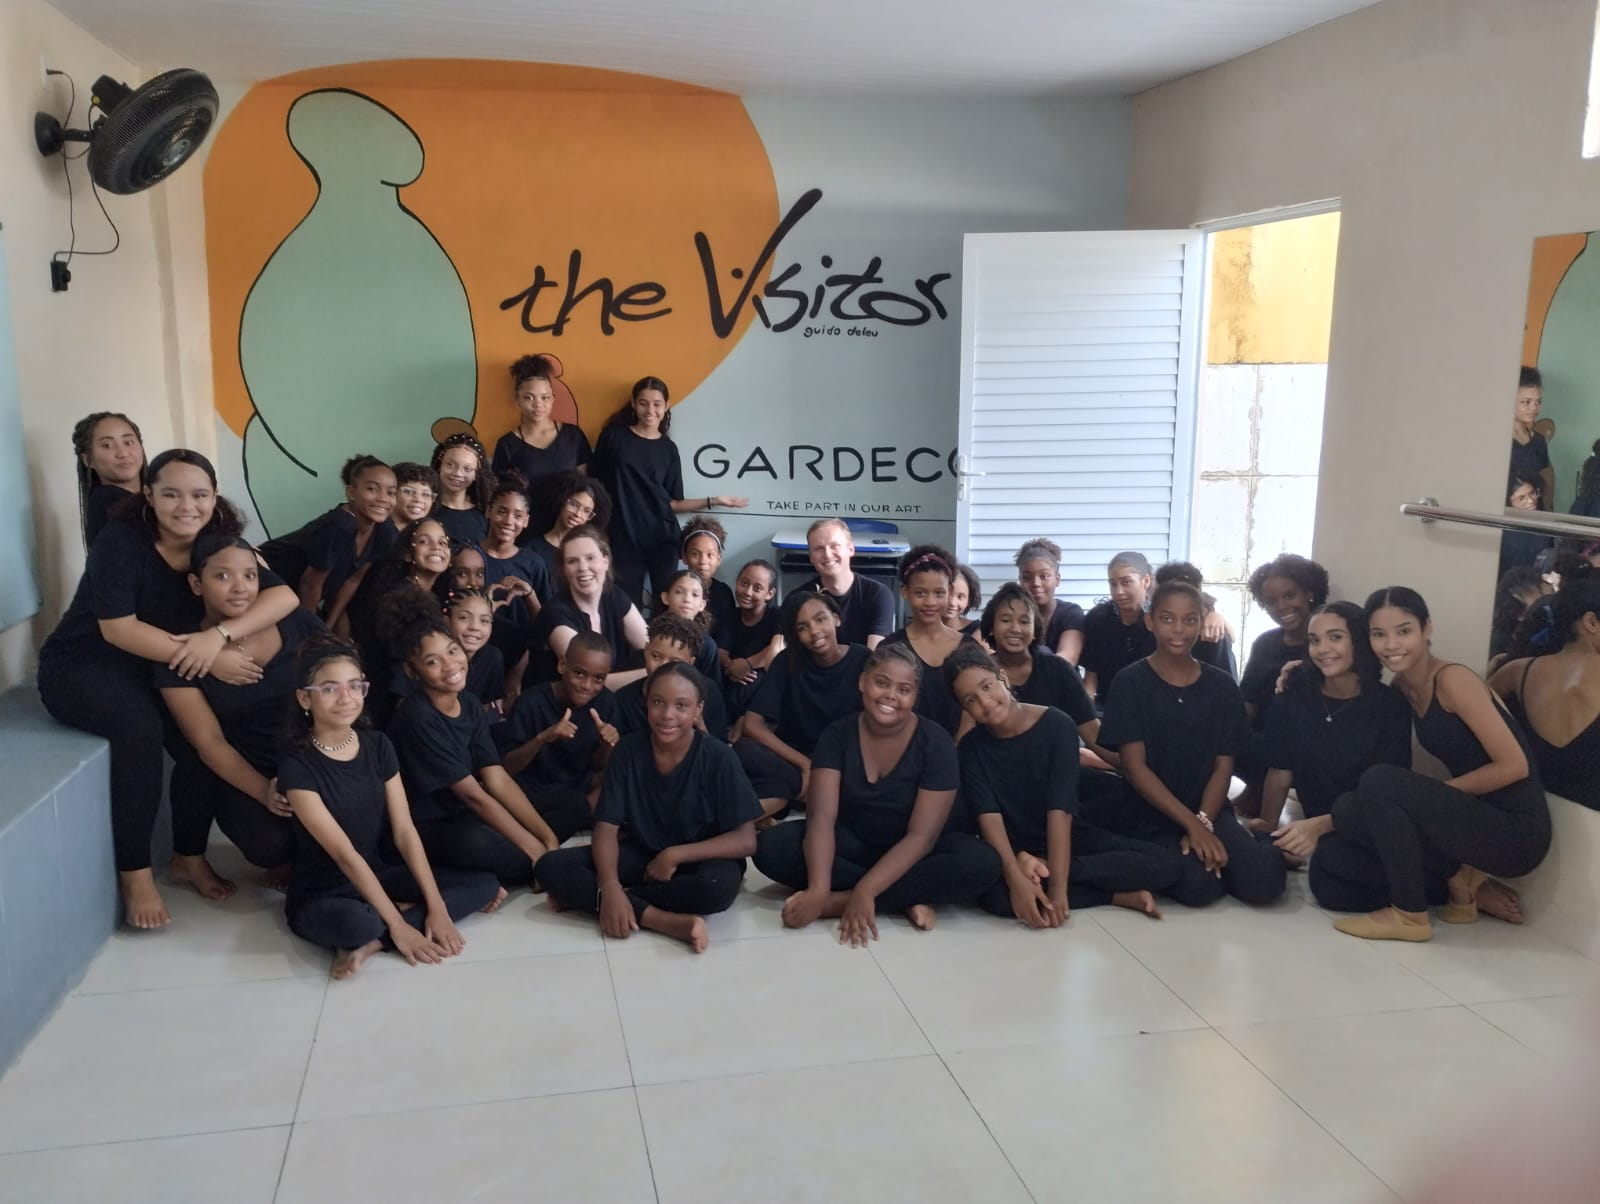 the Visitor
guido deleu
GARDECO
TAKE PART IN OUR ART